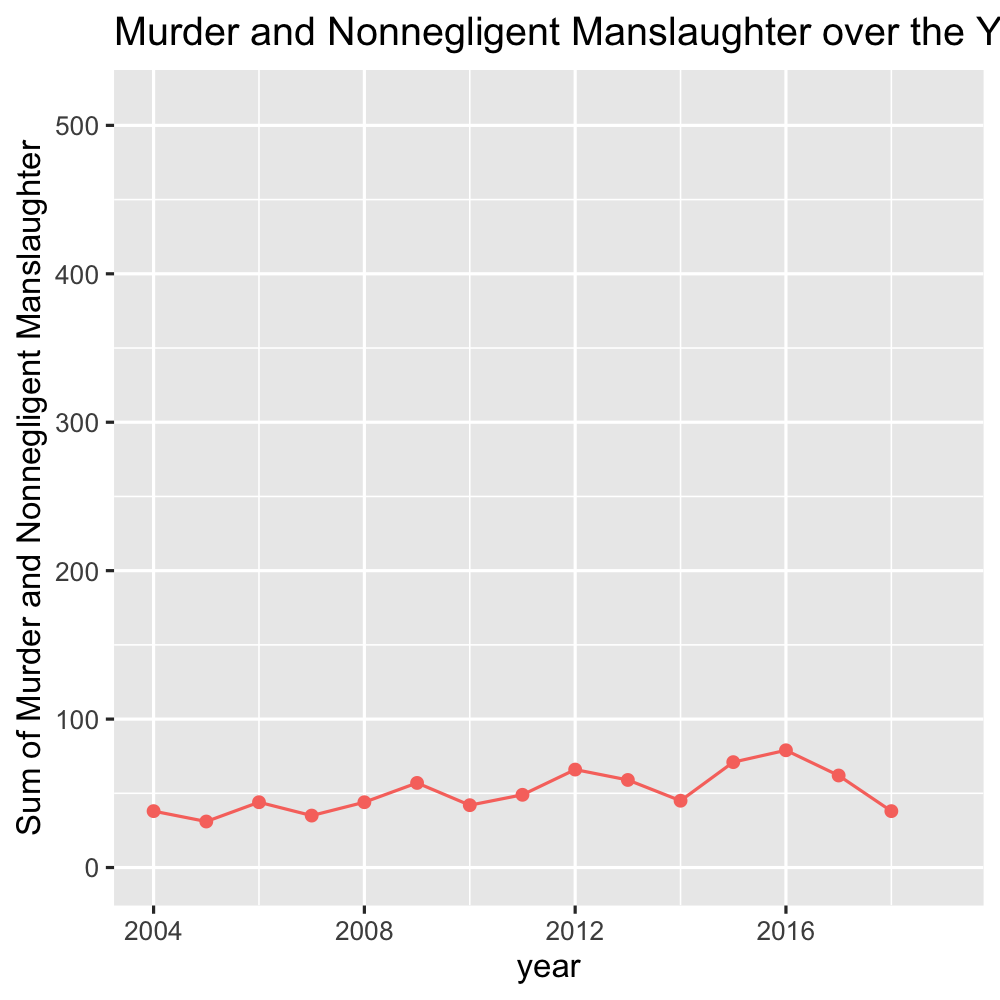 Murder and Nonnegligent Manslaughter over the Y
Sum of Murder and Nonnegligent Manslaughter
500
400
300
200
100
0
2004 2008 2012 2016
year